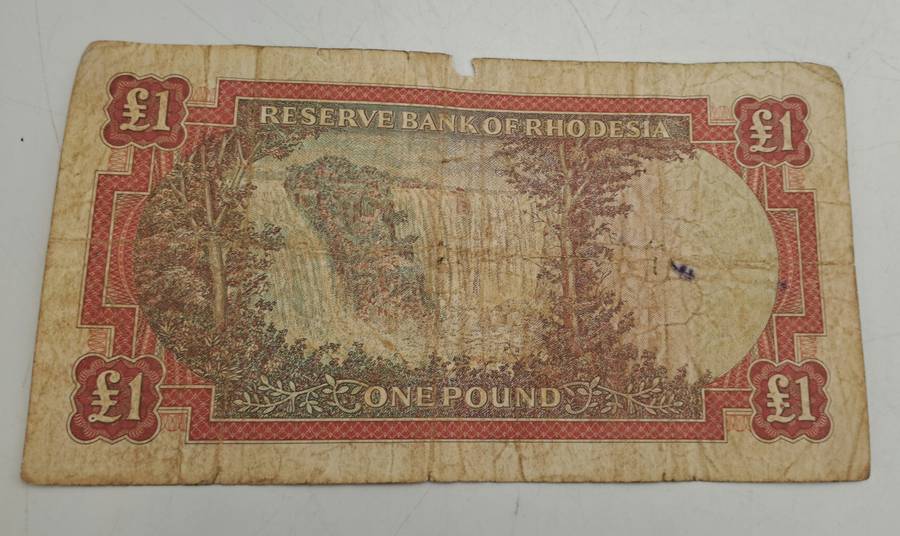 £1 £1
RESERVE BANK OF RHODESIA
ONE POUND
£1 £1